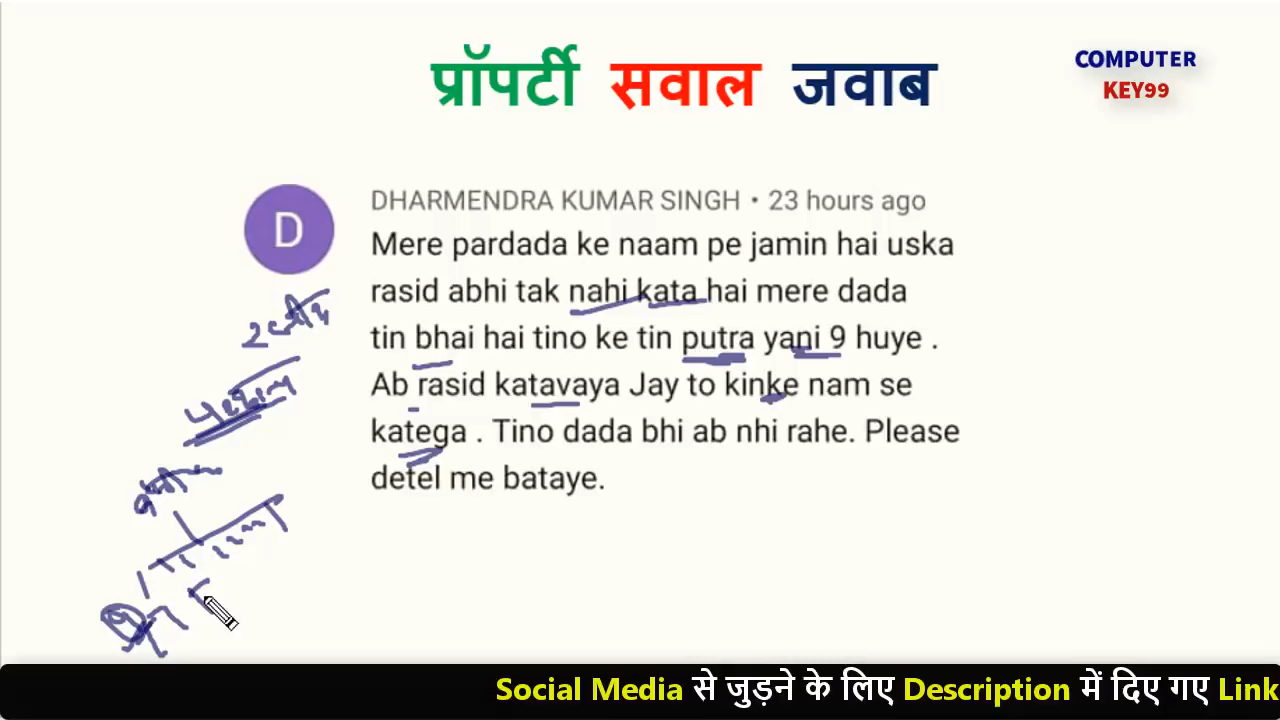 प्रॉपर्टी सवाल जवाब
COMPUTER
KEY99
D
DHARMENDRA KUMAR SINGH • 23 hours ago
Mere pardada ke naam pe jamin hai uska
rasid abhi tak nahi kata hai mere dada
tin bhai hai tino ke tin putra yani 9 huye .
Ab rasid katavaya Jay to kinke nam se
katega . Tino dada bhi ab nhi rahe. Please
detel me bataye.
Social Media से जुड़ने के लिए Description में दिए गए Link